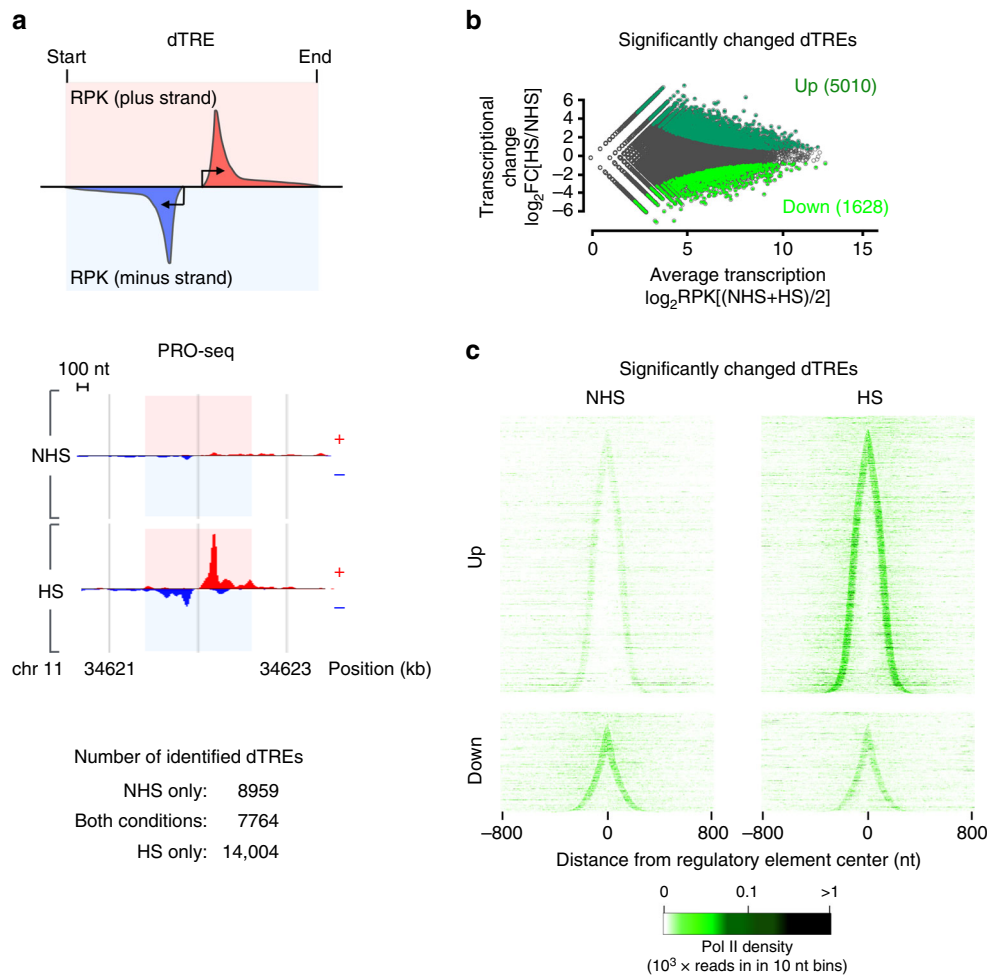 a
dTRE
Start
End
RPK (plus strand)
RPK (minus strand)
PRO-seq
100 nt
NHS
+
−
HS
+
−
chr 11
34621
34623
Position (kb)
Number of identified dTREs
NHS only: 8959
Both conditions: 7764
HS only: 14,004
b
Significantly changed dTREs
Up (5010)
Down (1628)
Transcriptional
change
log2FC[HS/NHS]
6
4
2
0
−2
−4
−6
0
5
10
15
Average transcription
log2RPK[(NHS+HS)/2]
c
Significantly changed dTREs
NHS
HS
Up
Down
−800
0
800
−800
0
800
Distance from regulatory element center (nt)
0
0.1
>1
Pol II density
(10³ × reads in in 10 nt bins)